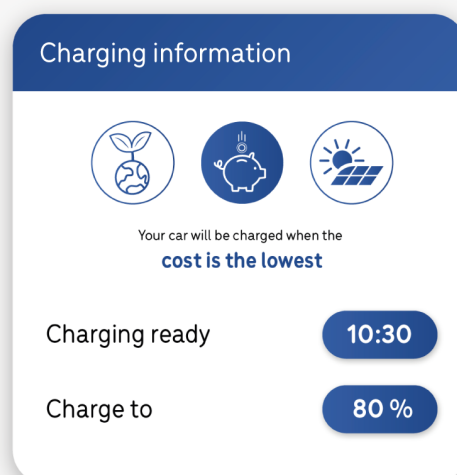 Charging information
Your car will be charged when the
cost is the lowest
Charging ready
10:30
Charge to
80 %